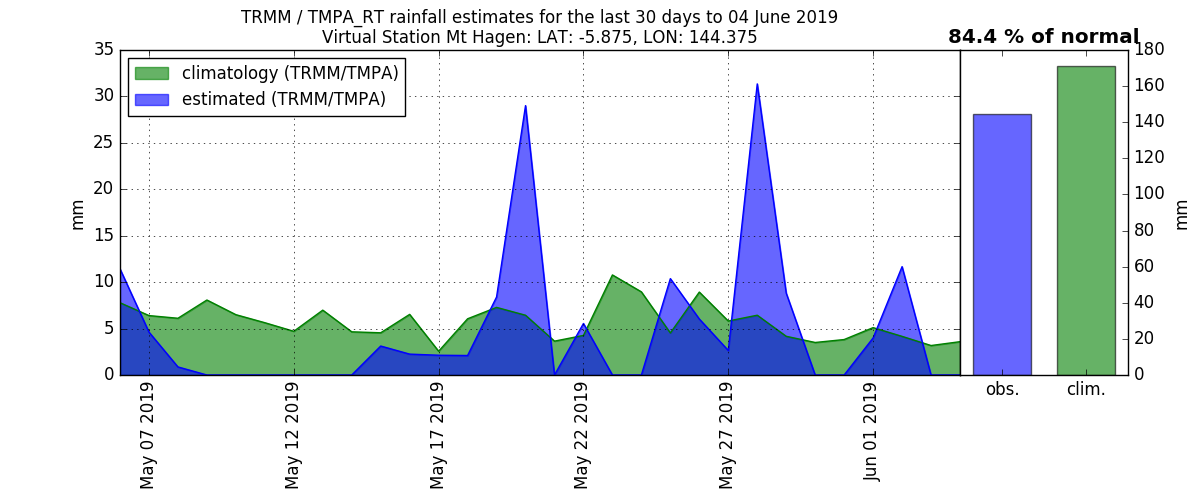 TRMM / TMPA_RT rainfall estimates for the last 30 days to 04 June 2019
Virtual Station Mt Hagen: LAT: -5.875, LON: 144.375
84.4 % of normal
climatology (TRMM/TMPA)
estimated (TRMM/TMPA)
mm
35
30
25
20
15
10
5
0
May 07 2019
May 12 2019
May 17 2019
May 22 2019
May 27 2019
Jun 01 2019
obs.
clim.
180
160
140
120
100
80
60
40
20
0
mm